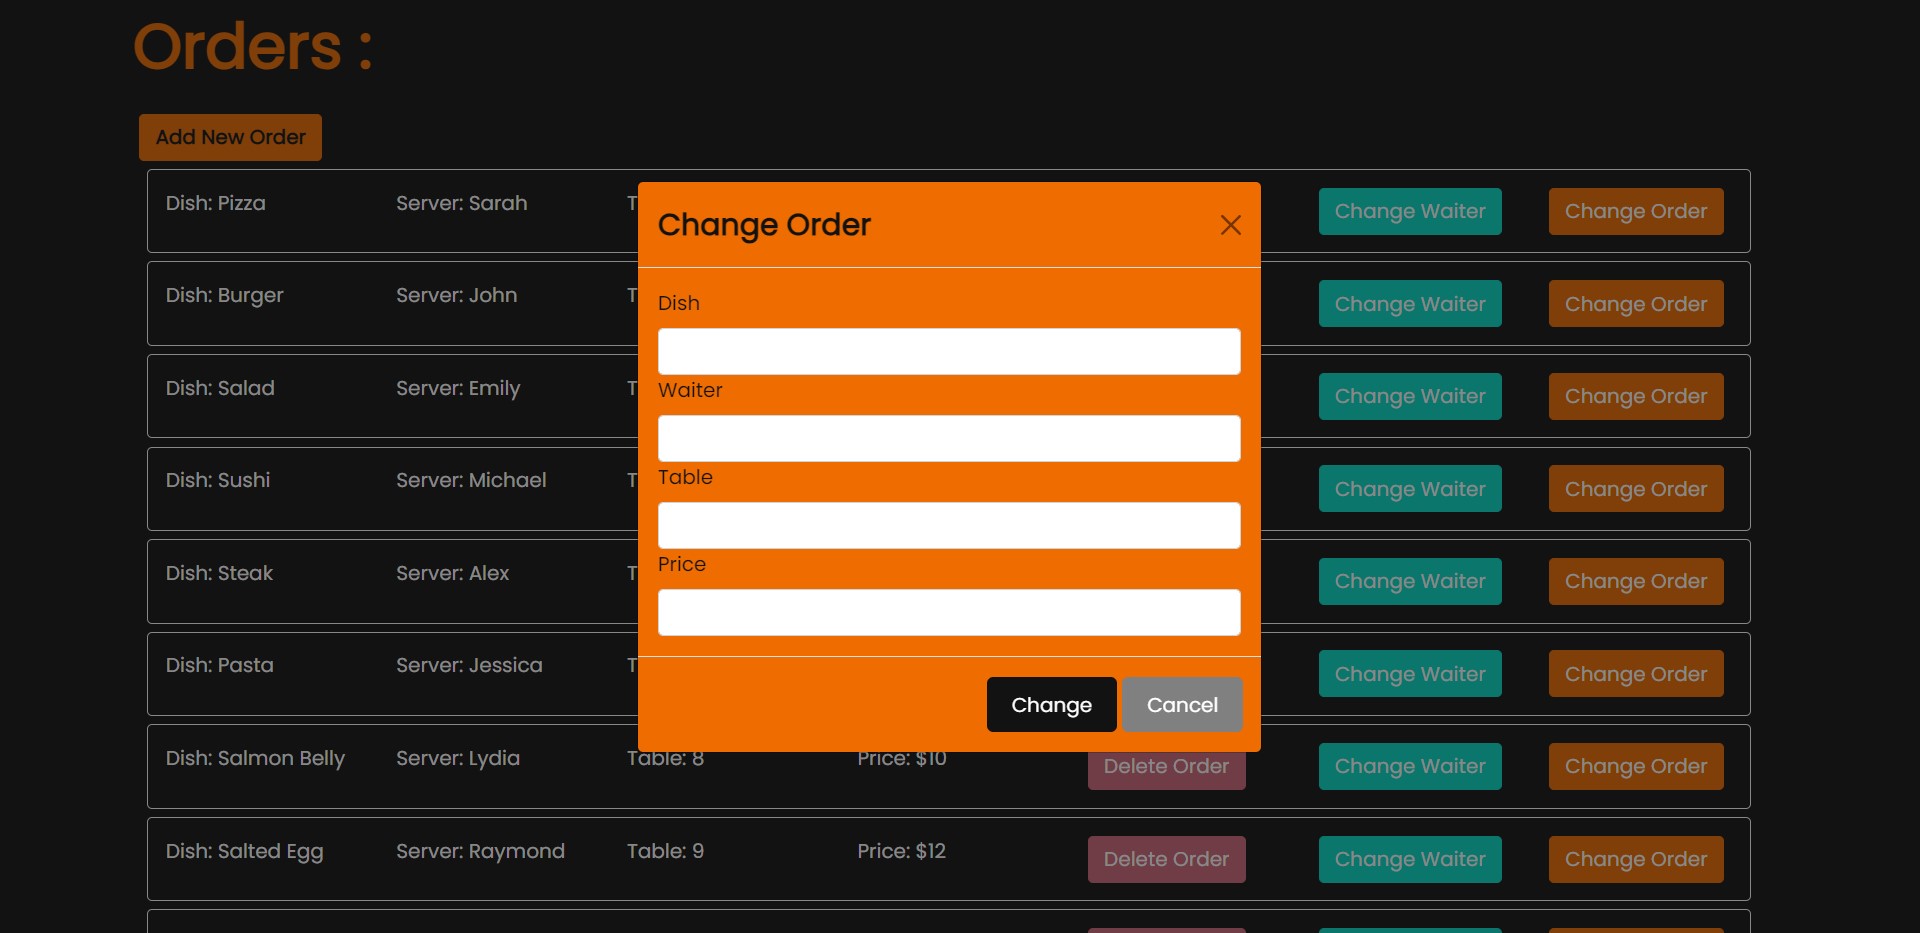 Orders :
Add New Order
Dish: Pizza Server: Sarah T Change Waiter Change Order
Dish: Burger Server: John T Change Waiter Change Order
Dish: Salad Server: Emily T Change Waiter Change Order
Dish: Sushi Server: Michael T Change Waiter Change Order
Dish: Steak Server: Alex T Change Waiter Change Order
Dish: Pasta Server: Jessica T Change Waiter Change Order
Dish: Salmon Belly Server: Lydia Table: 8 Price: $10 Delete Order Change Waiter Change Order
Dish: Salted Egg Server: Raymond Table: 9 Price: $12 Delete Order Change Waiter Change Order
Change Order
Dish
Waiter
Table
Price
Change Cancel